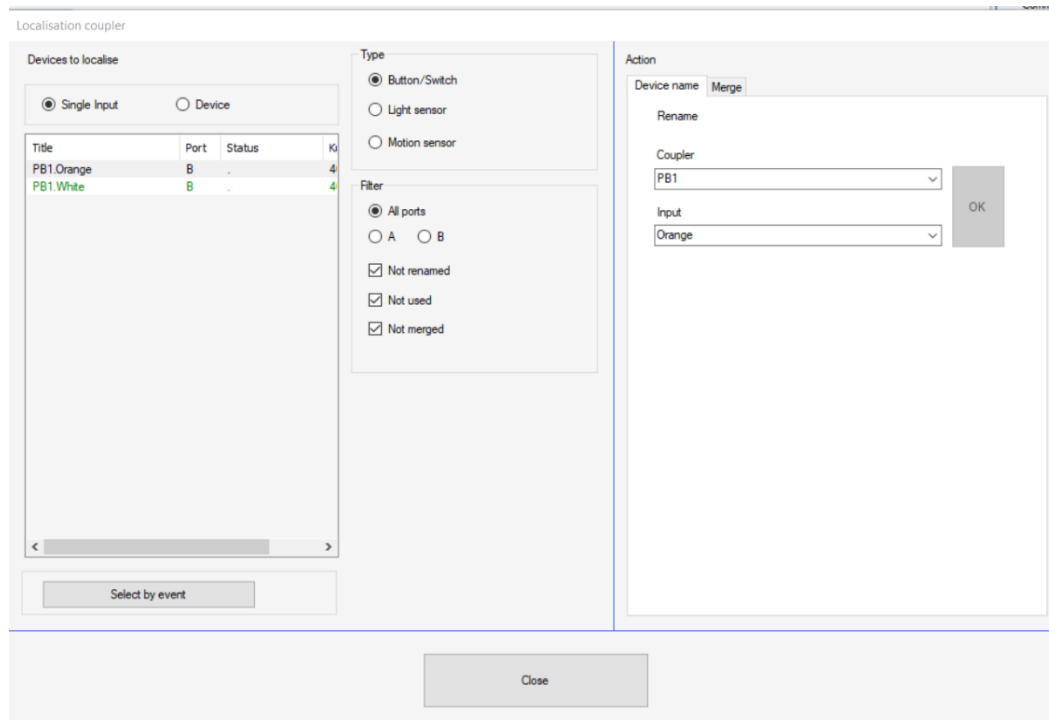 Localisation coupler
Devices to localise
Single Input Device
Title Port Status
PB1.Orange B . 4
PB1.White B . 4
Select by event
Type
Button/Switch
Light sensor
Motion sensor
Filter
All ports
A B
Not renamed
Not used
Not merged
Action
Device name Merge
Rename
Coupler
PB1
OK
Input
Orange
Close